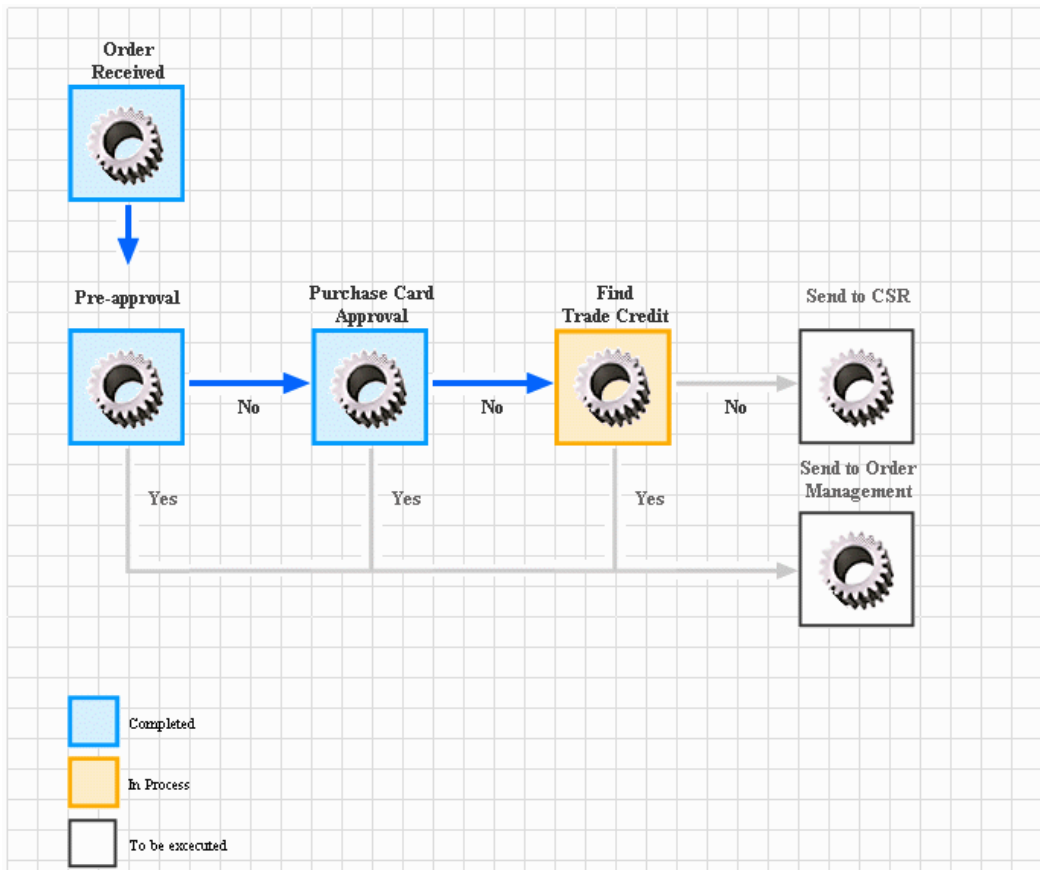 Order
Received
Pre-approval
Purchase Card
Approval
Find
Trade Credit
Send to CSR
No
No
No
Send to Order
Management
Yes
Yes
Yes
Completed
In Process
To be excecuted